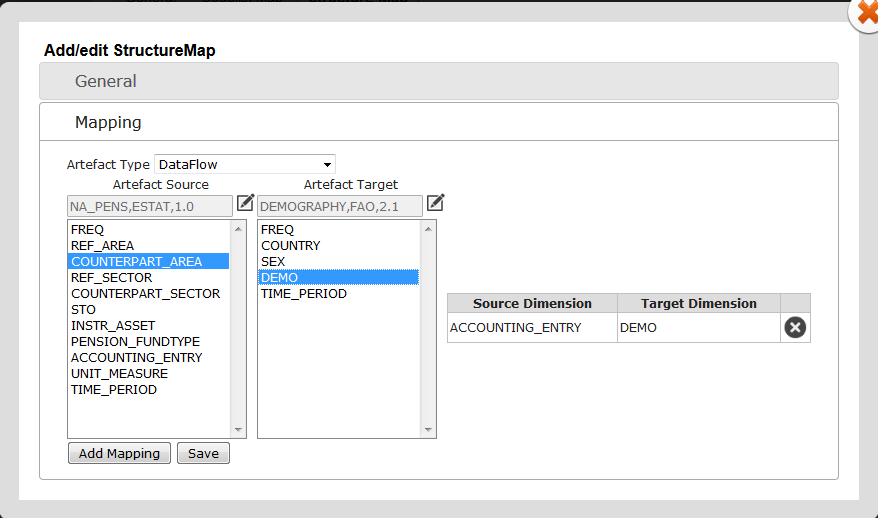 Add/edit StructureMap
General
Mapping
Artefact Type DataFlow
Artefact Source Artefact Target
NA_PENS,ESTAT,1.0 DEMOGRAPHY,FAO,2.1
FREQ
REF_AREA
COUNTERPART_AREA
REF_SECTOR
COUNTERPART_SECTOR
STO
INSTR_ASSET
PENSION_FUNDTYPE
ACCOUNTING_ENTRY
UNIT_MEASURE
TIME_PERIOD
FREQ
COUNTRY
SEX
DEMO
TIME_PERIOD
Source Dimension Target Dimension
ACCOUNTING_ENTRY DEMO
Add Mapping Save